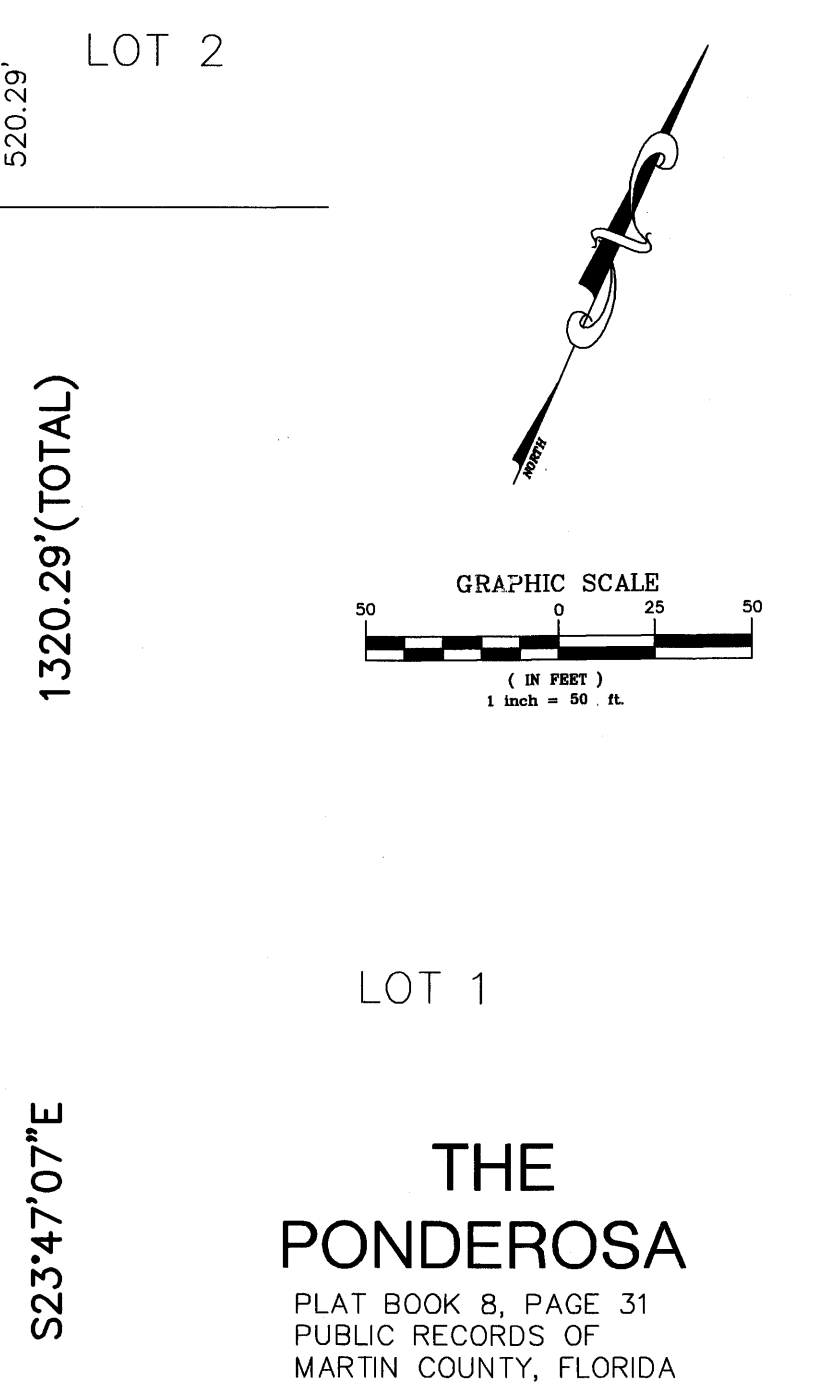 LOT 2
520.29'
1320.29'(TOTAL)
NORTH
GRAPHIC SCALE
50 0 25 50
( IN FEET )
1 inch = 50 ft.
LOT 1
S23°47'07"E
THE
PONDEROSA
PLAT BOOK 8, PAGE 31
PUBLIC RECORDS OF
MARTIN COUNTY, FLORIDA